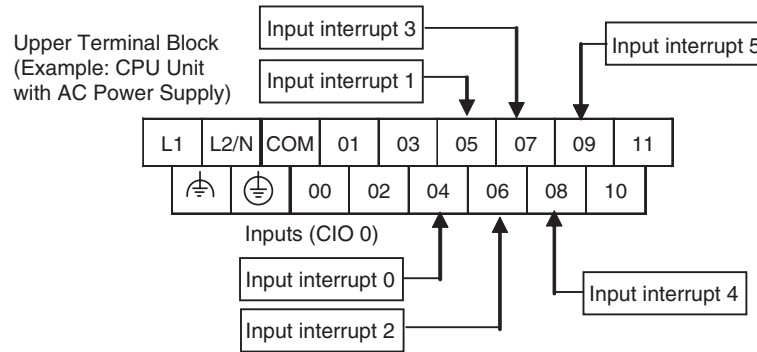 Upper Terminal Block
(Example: CPU Unit
with AC Power Supply)
Input interrupt 3
Input interrupt 1
Input interrupt 5
L1 L2/N COM 01 03 05 07 09 11
00 02 04 06 08 10
Inputs (CIO 0)
Input interrupt 0
Input interrupt 2
Input interrupt 4